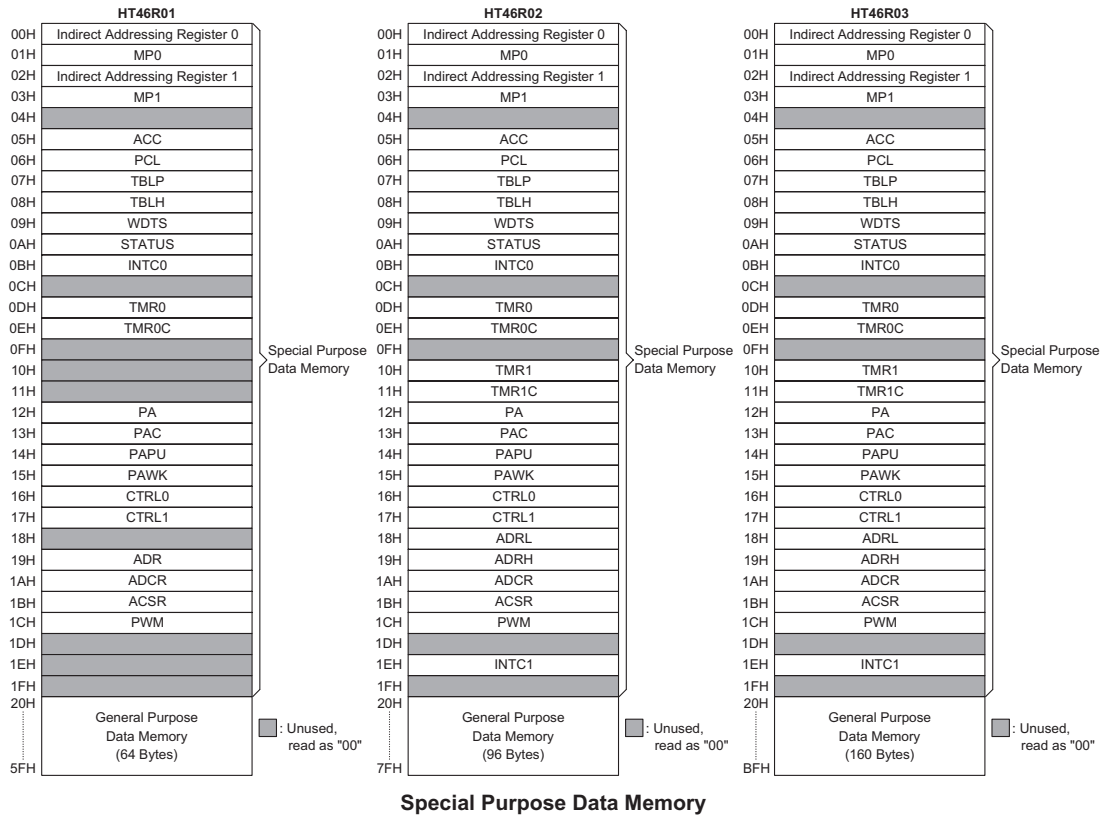 HT46R01
00H Indirect Addressing Register 0
01H MP0
02H Indirect Addressing Register 1
03H MP1
04H
05H ACC
06H PCL
07H TBLP
08H TBLH
09H WDTS
0AH STATUS
0BH INTC0
0CH
0DH TMR0
0EH TMR0C
0FH
10H
11H
12H PA
13H PAC
14H PAPU
15H PAWK
16H CTRL0
17H CTRL1
18H
19H ADR
1AH ADCR
1BH ACSR
1CH PWM
1DH
1EH
1FH
20H
General Purpose
Data Memory
(64 Bytes)
5FH
Special Purpose
Data Memory
: Unused,
read as "00"
HT46R02
00H Indirect Addressing Register 0
01H MP0
02H Indirect Addressing Register 1
03H MP1
04H
05H ACC
06H PCL
07H TBLP
08H TBLH
09H WDTS
0AH STATUS
0BH INTC0
0CH
0DH TMR0
0EH TMR0C
0FH
10H TMR1
11H TMR1C
12H PA
13H PAC
14H PAPU
15H PAWK
16H CTRL0
17H CTRL1
18H ADRL
19H ADRH
1AH ADCR
1BH ACSR
1CH PWM
1DH
1EH INTC1
1FH
20H
General Purpose
Data Memory
(96 Bytes)
7FH
Special Purpose
Data Memory
: Unused,
read as "00"
HT46R03
00H Indirect Addressing Register 0
01H MP0
02H Indirect Addressing Register 1
03H MP1
04H
05H ACC
06H PCL
07H TBLP
08H TBLH
09H WDTS
0AH STATUS
0BH INTC0
0CH
0DH TMR0
0EH TMR0C
0FH
10H TMR1
11H TMR1C
12H PA
13H PAC
14H PAPU
15H PAWK
16H CTRL0
17H CTRL1
18H ADRL
19H ADRH
1AH ADCR
1BH ACSR
1CH PWM
1DH
1EH INTC1
1FH
20H
General Purpose
Data Memory
(160 Bytes)
BFH
Special Purpose
Data Memory
: Unused,
read as "00"
Special Purpose Data Memory